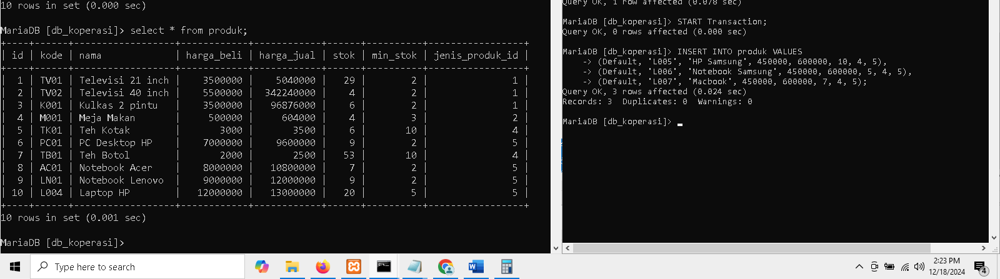 10 rows in set (0.000 sec)
MariaDB [db_koperasi]> select * from produk;
+----+------+-------------------+------------+------------+------+----------+-----------------+
| id | kode | nama              | harga_beli | harga_jual | stok | min_stok | jenis_produk_id |
+----+------+-------------------+------------+------------+------+----------+-----------------+
|  1 | TV01 | Televisi 21 inch  |    3500000 |    5040000 |   29 |        2 |               1 |
|  2 | TV02 | Televisi 40 inch  |    5500000 |  342240000 |    4 |        2 |               1 |
|  3 | K001 | Kulkas 2 pintu    |    3500000 |   96876000 |    6 |        2 |               1 |
|  4 | M001 | Meja Makan        |     500000 |     604000 |    4 |        3 |               2 |
|  5 | TK01 | Teh Kotak         |       3000 |       3500 |    6 |       10 |               4 |
|  6 | PC01 | PC Desktop HP     |    7000000 |    9600000 |    9 |        2 |               5 |
|  7 | TB01 | Teh Botol         |       2000 |       2500 |   53 |       10 |               4 |
|  8 | AC01 | Notebook Acer     |    8000000 |   10800000 |    7 |        2 |               5 |
|  9 | LN01 | Notebook Lenovo   |    9000000 |   12000000 |    9 |        2 |               5 |
| 10 | L004 | Laptop HP         |   12000000 |   13000000 |   20 |        5 |               5 |
+----+------+-------------------+------------+------------+------+----------+-----------------+
10 rows in set (0.001 sec)
MariaDB [db_koperasi]>
Query OK, 1 row affected (0.078 sec)
MariaDB [db_koperasi]> START Transaction;
Query OK, 0 rows affected (0.000 sec)
MariaDB [db_koperasi]> INSERT INTO produk VALUES
    -> (Default, 'L005', 'HP Samsung', 450000, 600000, 10, 4, 5),
    -> (Default, 'L006', 'Notebook Samsung', 450000, 600000, 5, 4, 5),
    -> (Default, 'L007', 'Macbook', 450000, 600000, 7, 4, 5);
Query OK, 3 rows affected (0.024 sec)
Records: 3  Duplicates: 0  Warnings: 0
MariaDB [db_koperasi]> _
Type here to search
2:23 PM
12/18/2024
4